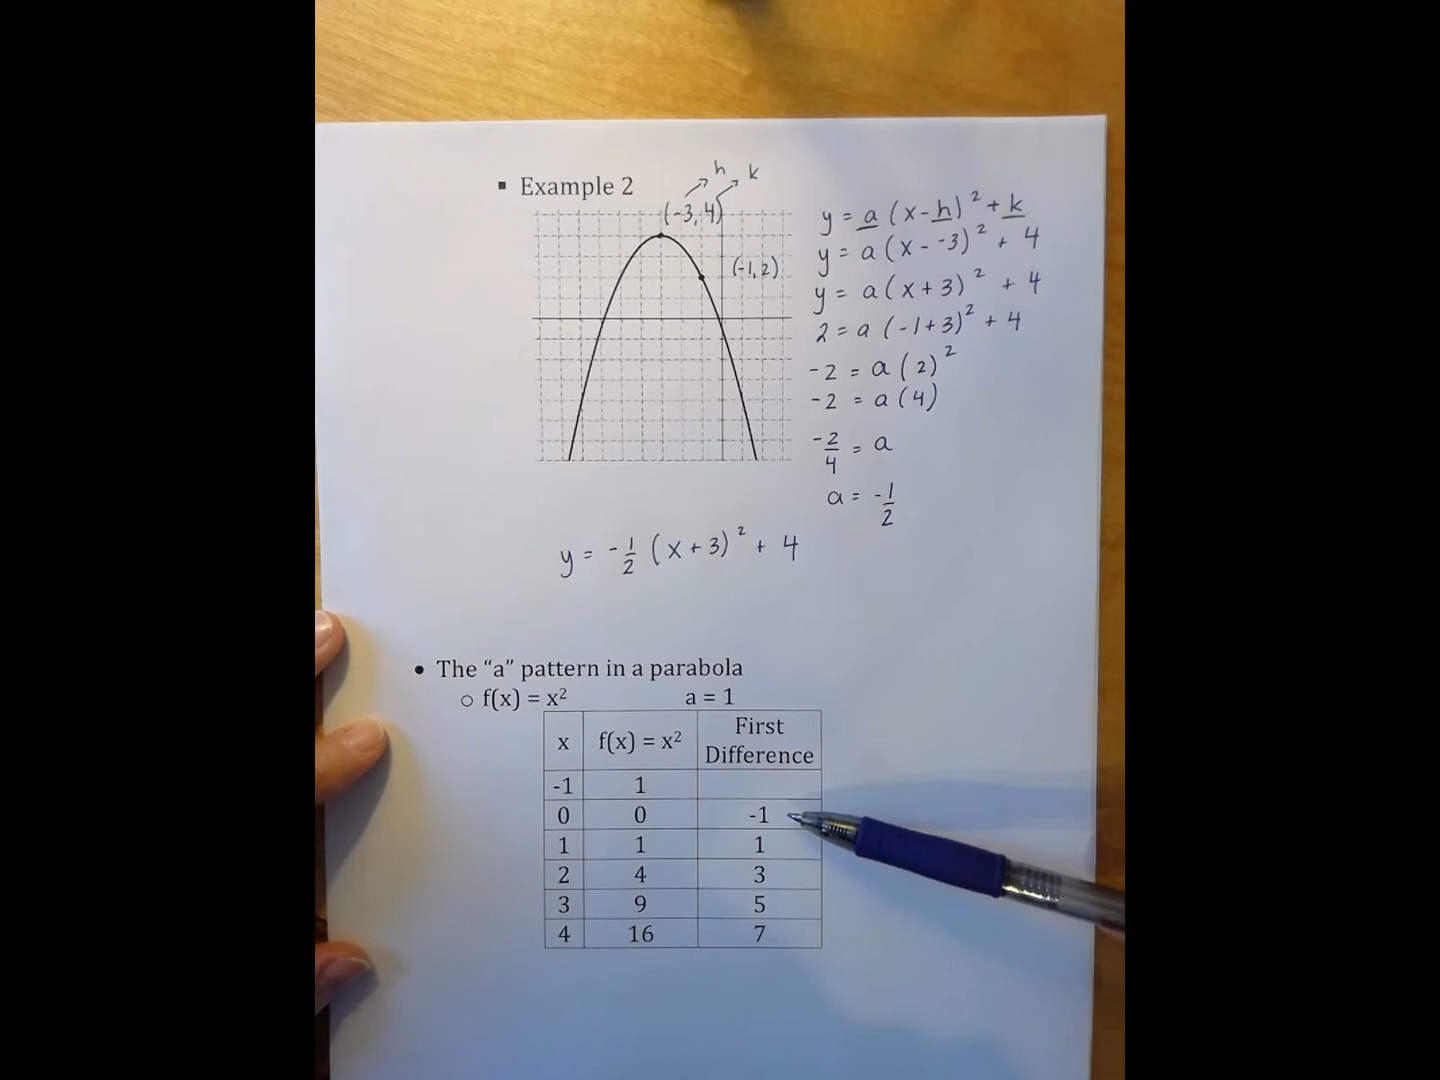 ▪ Example 2
h k
(-3, 4)
(-1, 2)
y = a (x - h)² + k
y = a (x - -3)² + 4
y = a (x + 3)² + 4
2 = a (-1+3)² + 4
-2 = a (2)²
-2 = a (4)
-2/4 = a
a = -1/2
y = -1/2 (x + 3)² + 4
• The “a” pattern in a parabola
○ f(x) = x² a = 1
x f(x) = x² First Difference
-1 1
0 0 -1
1 1 1
2 4 3
3 9 5
4 16 7